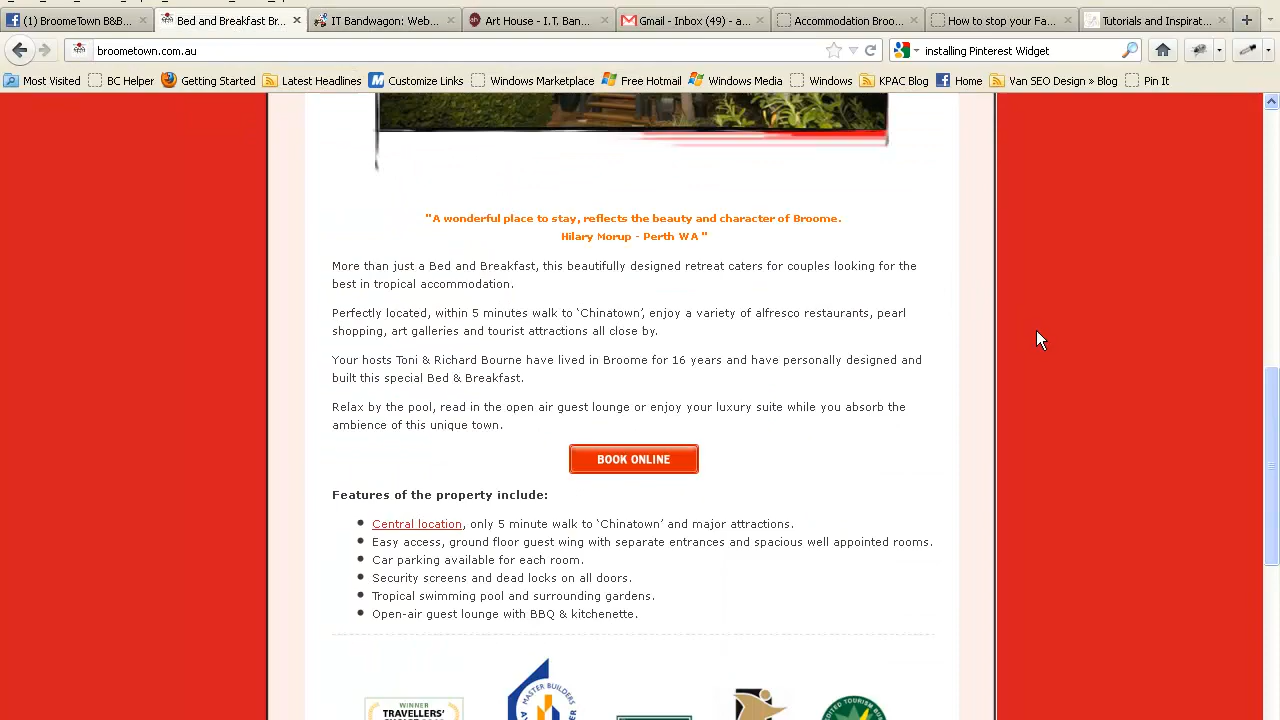 (1) BroomeTown B&B...
Bed and Breakfast Br...
IT Bandwagon: Web...
Art House - I.T. Ban...
Gmail - Inbox (49) - a...
Accommodation Broo...
How to stop your Fa...
Tutorials and Inspirat...
broometown.com.au
installing Pinterest Widget
Most Visited
BC Helper
Getting Started
Latest Headlines
Customize Links
Windows Marketplace
Free Hotmail
Windows Media
Windows
KPAC Blog
Home
Van SEO Design » Blog
Pin It
"A wonderful place to stay, reflects the beauty and character of Broome.
Hilary Morup - Perth WA "
More than just a Bed and Breakfast, this beautifully designed retreat caters for couples looking for the
best in tropical accommodation.
Perfectly located, within 5 minutes walk to ‘Chinatown’, enjoy a variety of alfresco restaurants, pearl
shopping, art galleries and tourist attractions all close by.
Your hosts Toni & Richard Bourne have lived in Broome for 16 years and have personally designed and
built this special Bed & Breakfast.
Relax by the pool, read in the open air guest lounge or enjoy your luxury suite while you absorb the
ambience of this unique town.
BOOK ONLINE
Features of the property include:
Central location, only 5 minute walk to ‘Chinatown’ and major attractions.
Easy access, ground floor guest wing with separate entrances and spacious well appointed rooms.
Car parking available for each room.
Security screens and dead locks on all doors.
Tropical swimming pool and surrounding gardens.
Open-air guest lounge with BBQ & kitchenette.
WINNER
TRAVELLERS'
MASTER BUILDERS